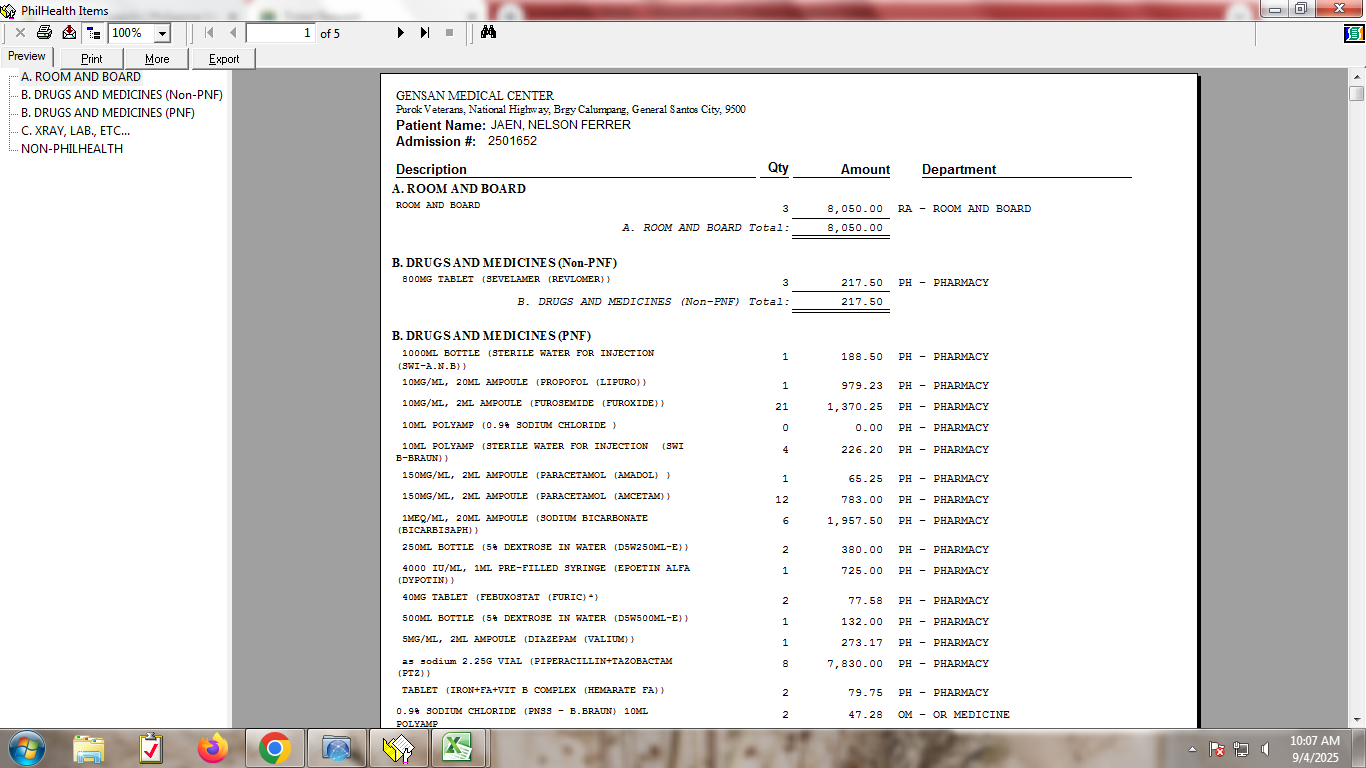 PhilHealth Items
100%
1 of 5
Preview Print More Export
A. ROOM AND BOARD
B. DRUGS AND MEDICINES (Non-PNF)
B. DRUGS AND MEDICINES (PNF)
C. XRAY, LAB., ETC...
NON-PHILHEALTH
GENSAN MEDICAL CENTER
Purok Veterans, National Highway, Brgy Calumpang, General Santos City, 9500
Patient Name: JAEN, NELSON FERRER
Admission #: 2501652
Description Qty Amount Department
A. ROOM AND BOARD
ROOM AND BOARD 3 8,050.00 RA - ROOM AND BOARD
A. ROOM AND BOARD Total: 8,050.00
B. DRUGS AND MEDICINES (Non-PNF)
800MG TABLET (SEVELAMER (REVLOMER)) 3 217.50 PH - PHARMACY
B. DRUGS AND MEDICINES (Non-PNF) Total: 217.50
B. DRUGS AND MEDICINES (PNF)
1000ML BOTTLE (STERILE WATER FOR INJECTION
(SWI-A.N.B)) 1 188.50 PH - PHARMACY
10MG/ML, 20ML AMPOULE (PROPOFOL (LIPURO)) 1 979.23 PH - PHARMACY
10MG/ML, 2ML AMPOULE (FUROSEMIDE (FUROXIDE)) 21 1,370.25 PH - PHARMACY
10ML POLYAMP (0.9% SODIUM CHLORIDE ) 0 0.00 PH - PHARMACY
10ML POLYAMP (STERILE WATER FOR INJECTION (SWI
B-BRAUN)) 4 226.20 PH - PHARMACY
150MG/ML, 2ML AMPOULE (PARACETAMOL (AMADOL) ) 1 65.25 PH - PHARMACY
150MG/ML, 2ML AMPOULE (PARACETAMOL (AMCETAM)) 12 783.00 PH - PHARMACY
1MEQ/ML, 20ML AMPOULE (SODIUM BICARBONATE
(BICARBISAPH)) 6 1,957.50 PH - PHARMACY
250ML BOTTLE (5% DEXTROSE IN WATER (D5W250ML-E)) 2 380.00 PH - PHARMACY
4000 IU/ML, 1ML PRE-FILLED SYRINGE (EPOETIN ALFA
(DYPOTIN)) 1 725.00 PH - PHARMACY
40MG TABLET (FEBUXOSTAT (FURIC)*) 2 77.58 PH - PHARMACY
500ML BOTTLE (5% DEXTROSE IN WATER (D5W500ML-E)) 1 132.00 PH - PHARMACY
5MG/ML, 2ML AMPOULE (DIAZEPAM (VALIUM)) 1 273.17 PH - PHARMACY
as sodium 2.25G VIAL (PIPERACILLIN+TAZOBACTAM
(PTZ)) 8 7,830.00 PH - PHARMACY
TABLET (IRON+FA+VIT B COMPLEX (HEMARATE FA)) 2 79.75 PH - PHARMACY
0.9% SODIUM CHLORIDE (PNSS - B.BRAUN) 10ML
POLYAMP 2 47.28 OM - OR MEDICINE
10:07 AM
9/4/2025